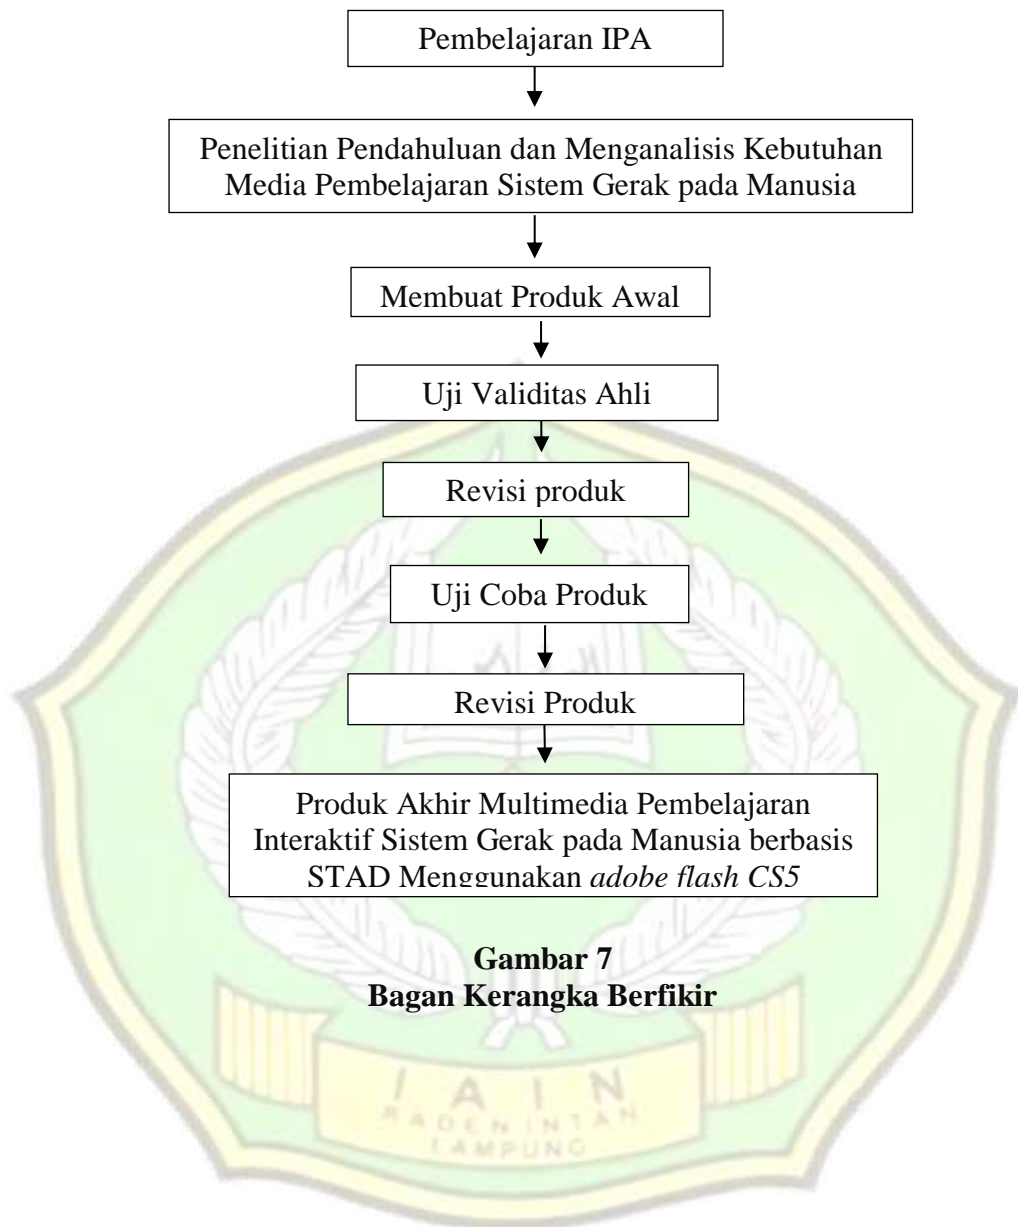 Pembelajaran IPA
Penelitian Pendahuluan dan Menganalisis Kebutuhan
Media Pembelajaran Sistem Gerak pada Manusia
Membuat Produk Awal
Uji Validitas Ahli
Revisi produk
Uji Coba Produk
Revisi Produk
Produk Akhir Multimedia Pembelajaran
Interaktif Sistem Gerak pada Manusia berbasis
STAD Menggunakan adobe flash CS5
Gambar 7
Bagan Kerangka Berfikir
I A I N
RADEN INTAN
LAMPUNG